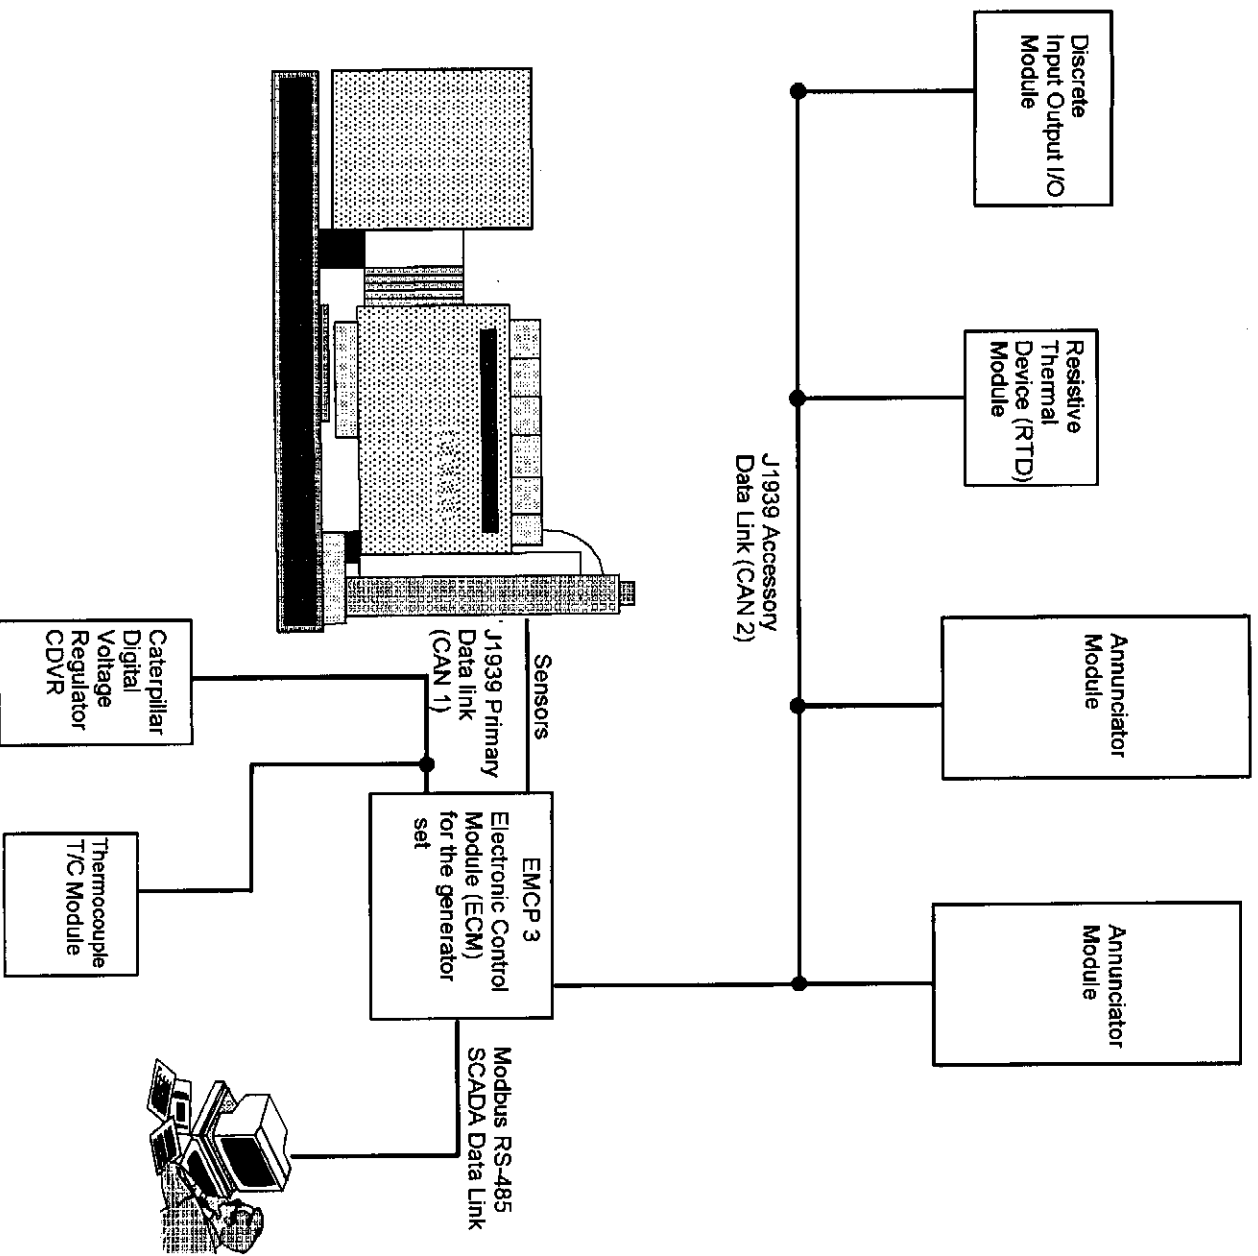 Discrete
Input Output I/O
Module
Resistive
Thermal
Device (RTD)
Module
Annunciator
Module
Annunciator
Module
J1939 Accessory
Data Link (CAN 2)
Sensors
J1939 Primary
Data link
(CAN 1)
EMCP 3
Electronic Control
Module (ECM)
for the generator
set
Modbus RS-485
SCADA Data Link
Caterpillar
Digital
Voltage
Regulator
CDVR
Thermocouple
T/C Module